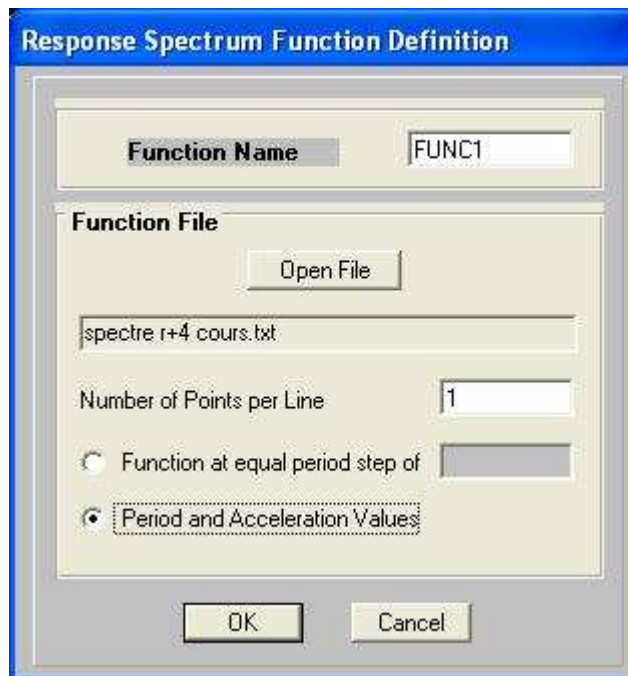 Response Spectrum Function Definition
Function Name FUNC1
Function File
Open File
spectre r+4 cours.txt
Number of Points per Line 1
Function at equal period step of
Period and Acceleration Values
OK Cancel